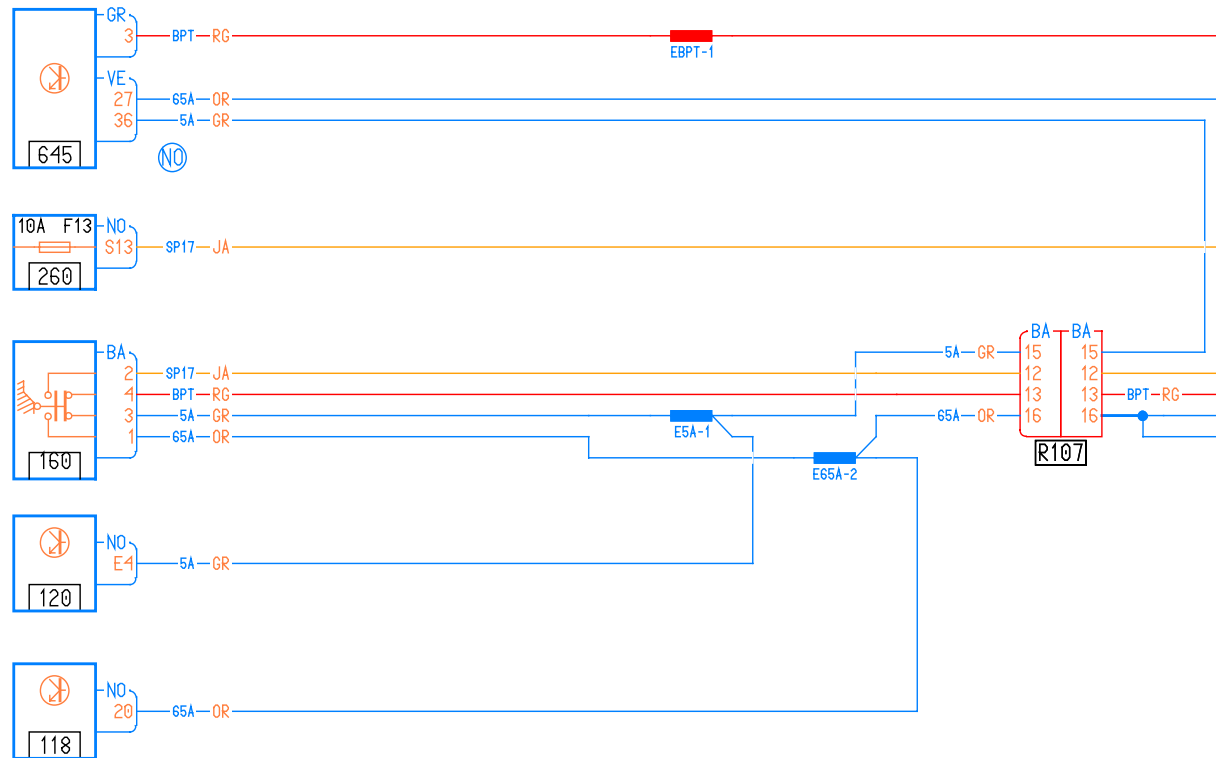 GR
3 BPT RG
EBPT-1
VE
27 65A OR
36 5A GR
645
NO
10A F13 NO
S13 SP17 JA
260
BA BA
BA 5A GR 15 15
2 SP17 JA 12 12
4 BPT RG 13 13 BPT RG
3 5A GR 65A OR 16 16
E5A-1
1 65A OR
160
R107
E65A-2
NO
E4 5A GR
120
NO
20 65A OR
118